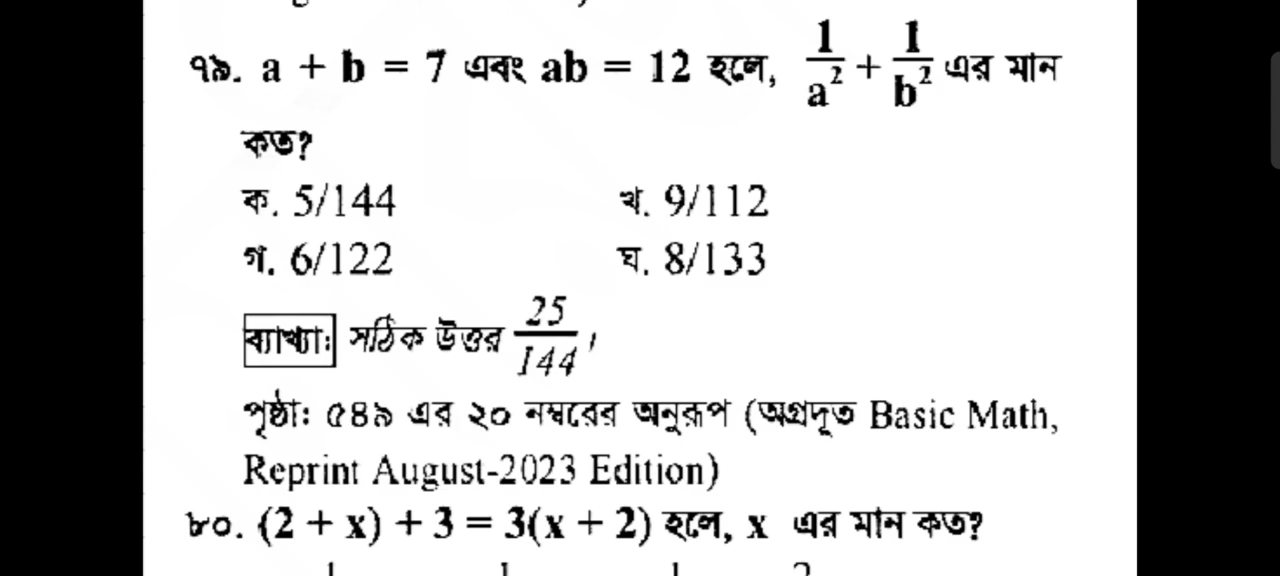 ৭৯. a + b = 7 এবং ab = 12 হলে, 1/a² + 1/b² এর মান
কত?
ক. 5/144 খ. 9/112
গ. 6/122 ঘ. 8/133
ব্যাখ্যাঃ সঠিক উত্তর 25/144।
পৃষ্ঠাঃ ৫৪৯ এর ২০ নম্বরের অনুরূপ (অগ্রদূত Basic Math,
Reprint August-2023 Edition)
৮০. (2 + x) + 3 = 3(x + 2) হলে, x এর মান কত?